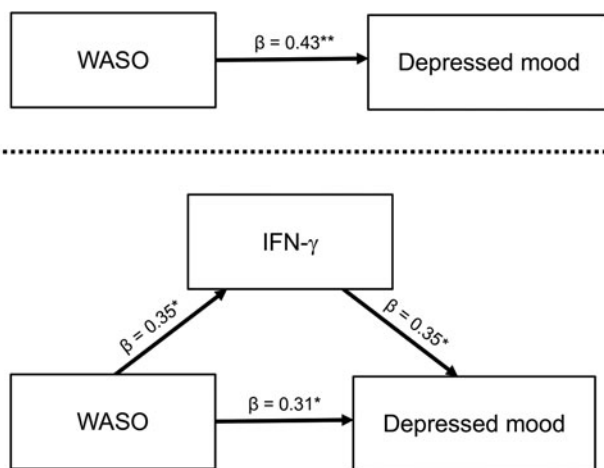 WASO
β = 0.43**
Depressed mood
IFN-γ
β = 0.35*
β = 0.35*
WASO
β = 0.31*
Depressed mood